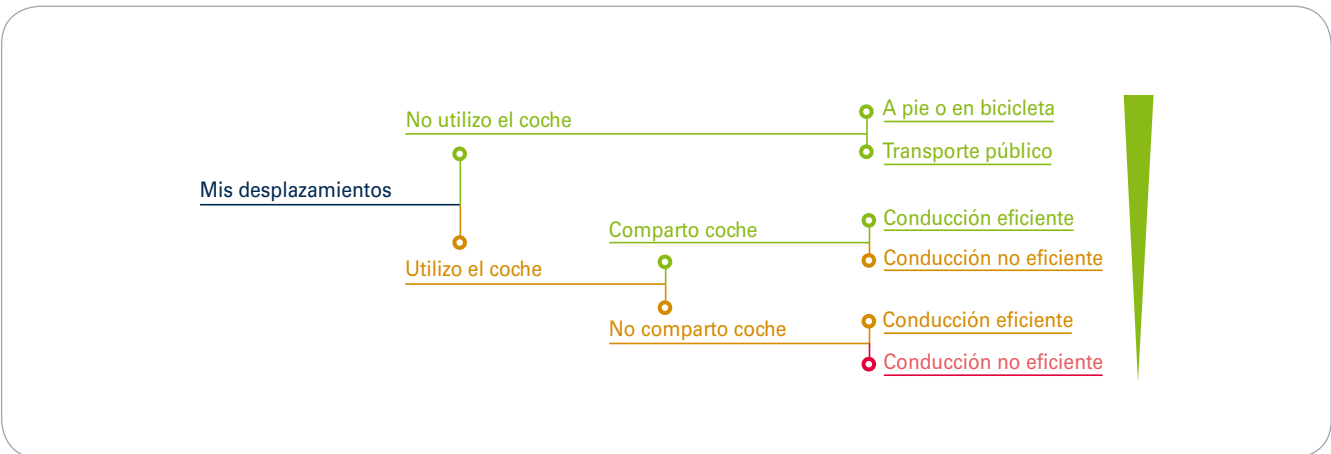 A pie o en bicicleta
No utilizo el coche
Transporte público
Mis desplazamientos
Conducción eficiente
Comparto coche
Conducción no eficiente
Utilizo el coche
Conducción eficiente
No comparto coche
Conducción no eficiente